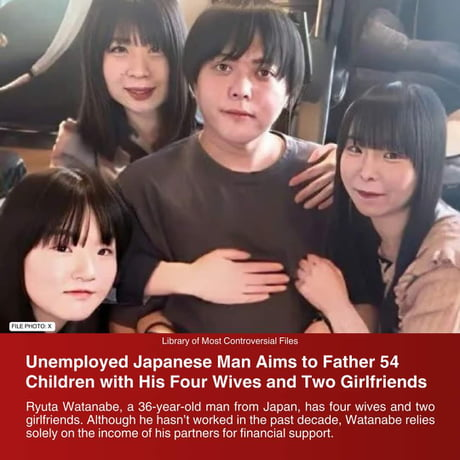 FILE PHOTO: X
Library of Most Controversial Files
Unemployed Japanese Man Aims to Father 54
Children with His Four Wives and Two Girlfriends
Ryuta Watanabe, a 36-year-old man from Japan, has four wives and two
girlfriends. Although he hasn't worked in the past decade, Watanabe relies
solely on the income of his partners for financial support.